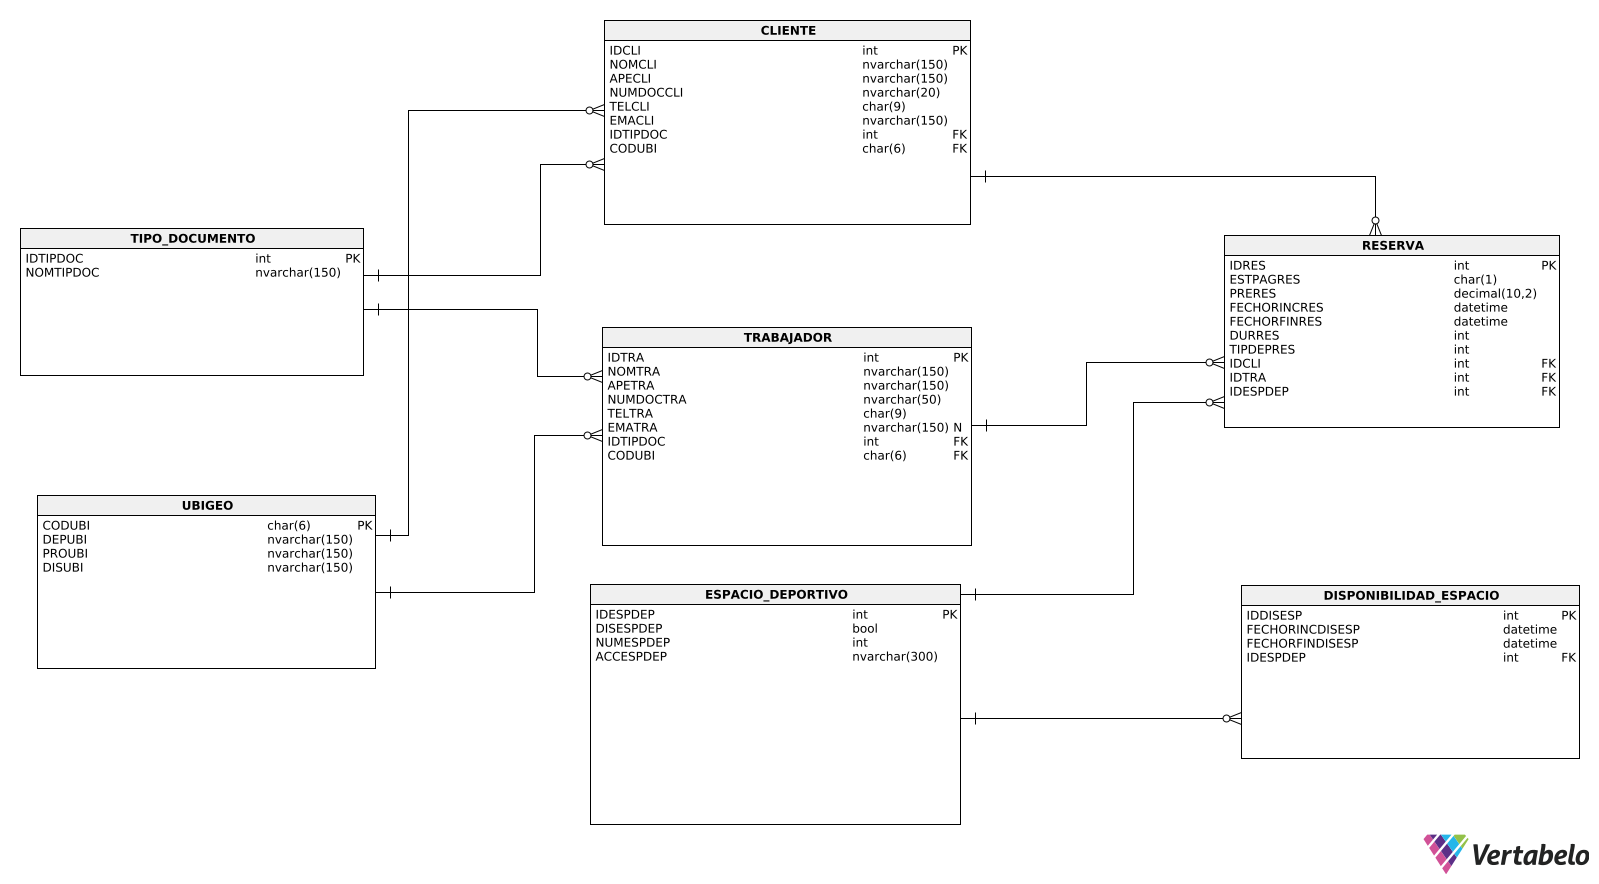 CLIENTE
IDCLI int PK
NOMCLI nvarchar(150)
APECLI nvarchar(150)
NUMDOCCLI nvarchar(20)
TELCLI char(9)
EMACLI nvarchar(150)
IDTIPDOC int FK
CODUBI char(6) FK
TIPO_DOCUMENTO
IDTIPDOC int PK
NOMTIPDOC nvarchar(150)
RESERVA
IDRES int PK
ESTPAGRES char(1)
PRERES decimal(10,2)
FECHORINCRES datetime
FECHORFINRES datetime
DURRES int
TIPDEPRES int
IDCLI int FK
IDTRA int FK
IDESPDEP int FK
TRABAJADOR
IDTRA int PK
NOMTRA nvarchar(150)
APETRA nvarchar(150)
NUMDOCTRA nvarchar(50)
TELTRA char(9)
EMATRA nvarchar(150) N
IDTIPDOC int FK
CODUBI char(6) FK
UBIGEO
CODUBI char(6) PK
DEPUBI nvarchar(150)
PROUBI nvarchar(150)
DISUBI nvarchar(150)
ESPACIO_DEPORTIVO
IDESPDEP int PK
DISESPDEP bool
NUMESPDEP int
ACCESPDEP nvarchar(300)
DISPONIBILIDAD_ESPACIO
IDDISESP int PK
FECHORINCDISESP datetime
FECHORFINDISESP datetime
IDESPDEP int FK
Vertabelo